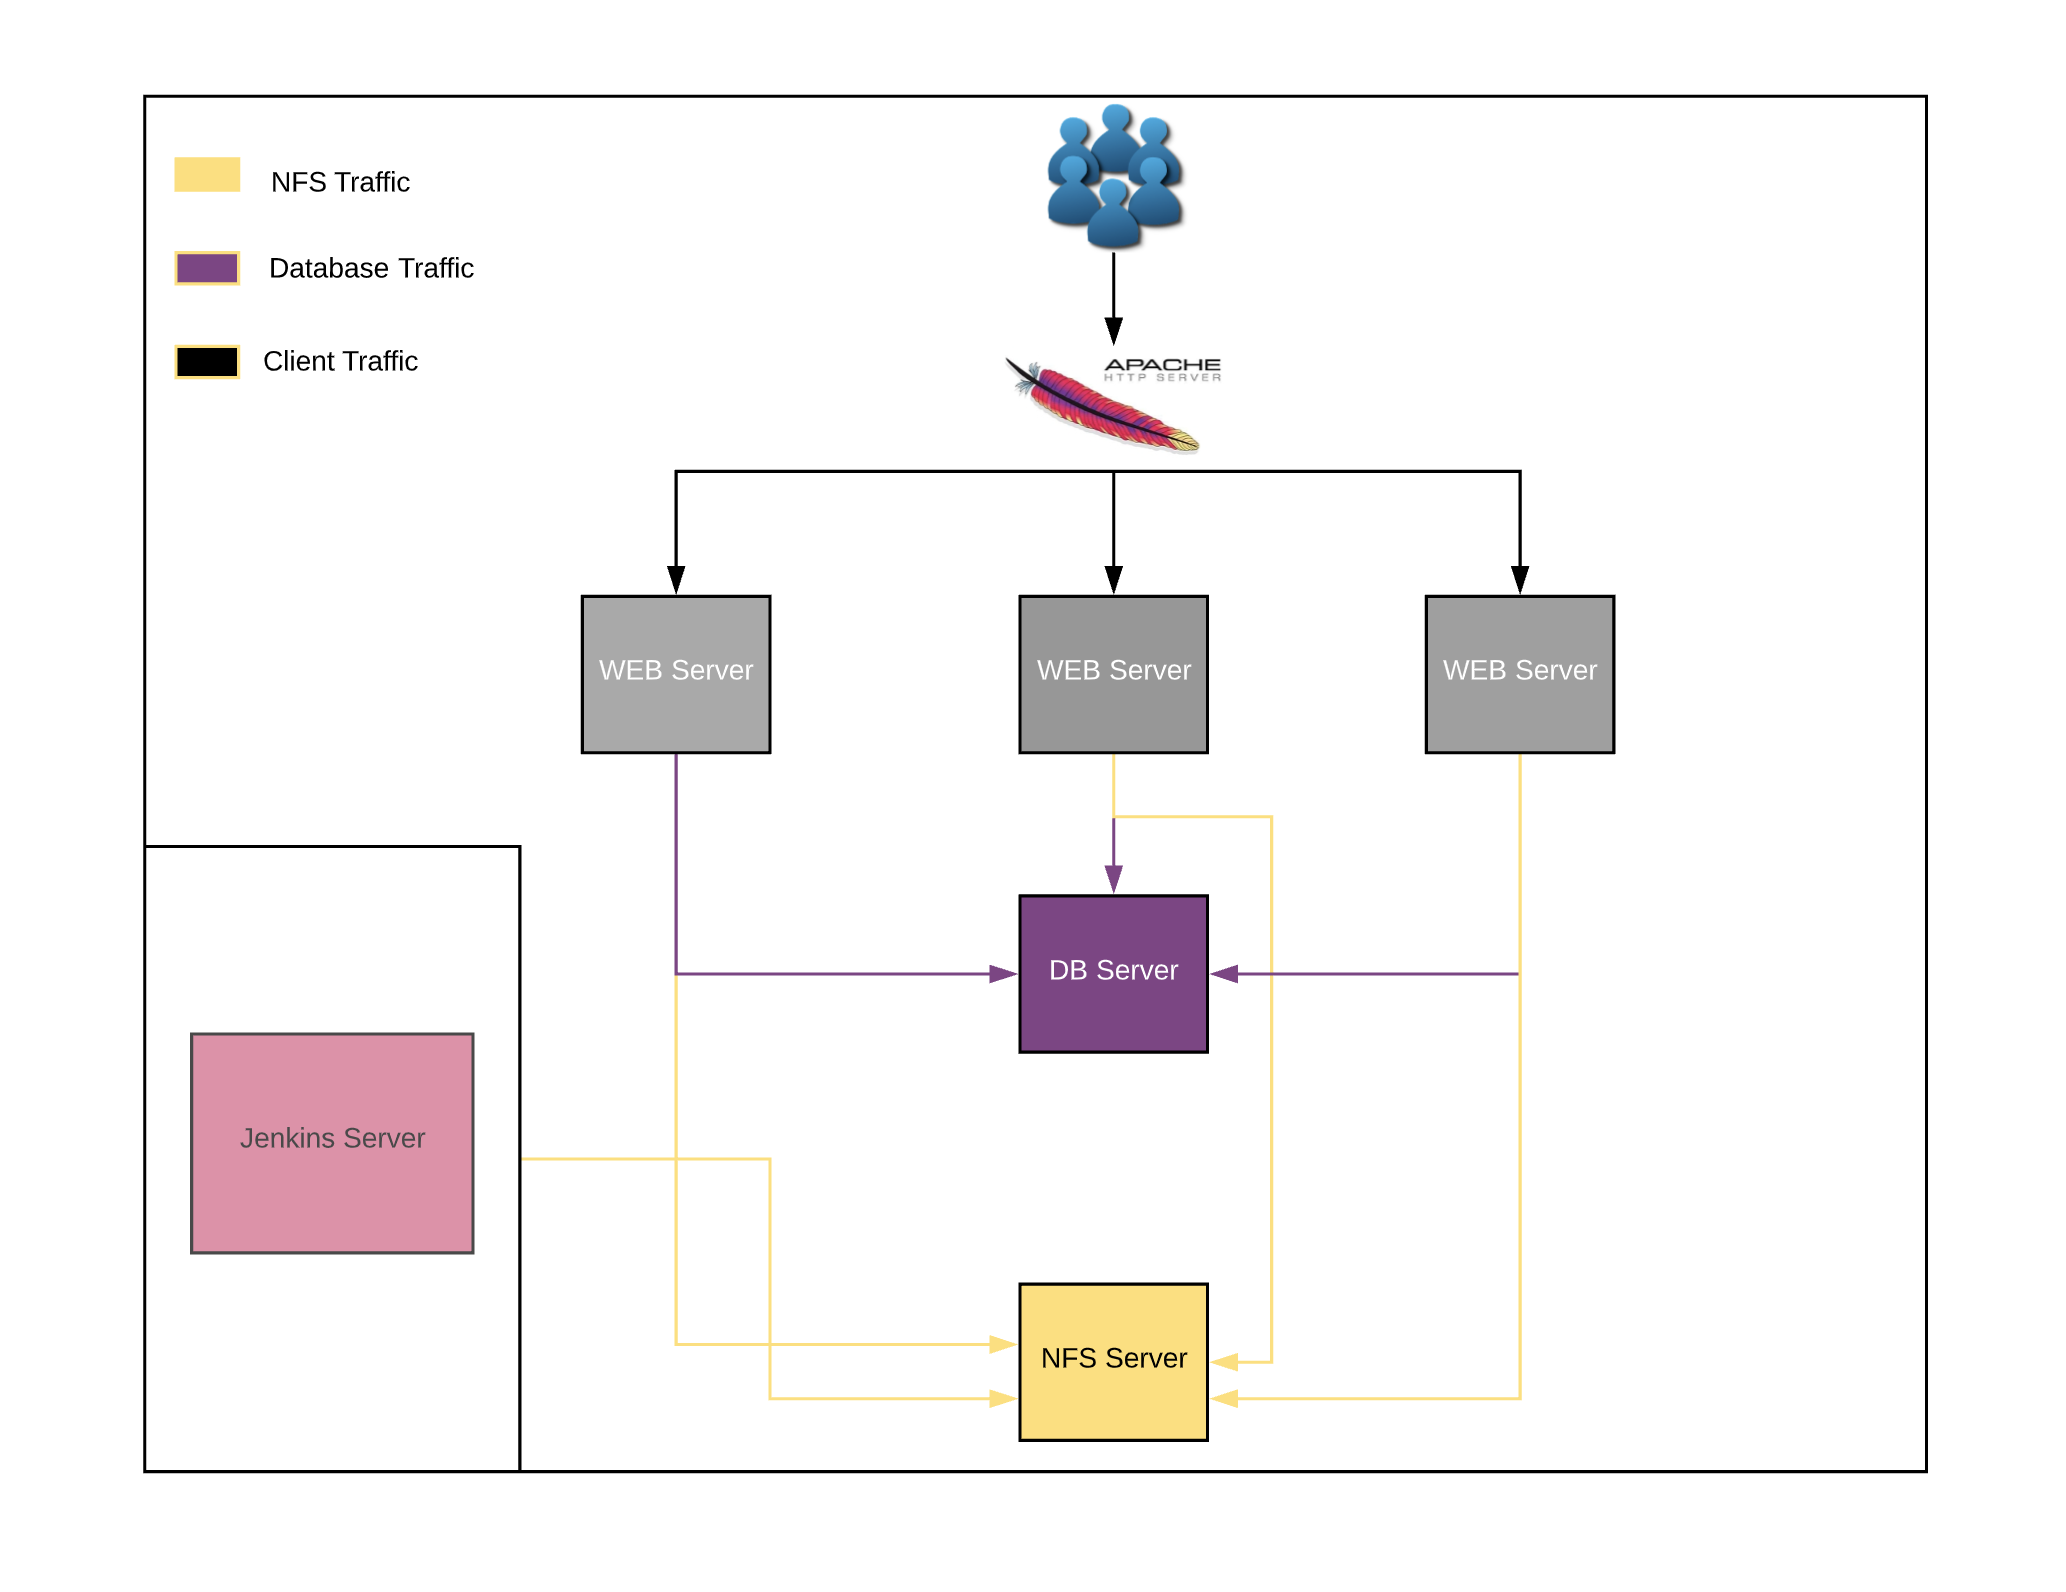 NFS Traffic
Database Traffic
Client Traffic
APACHE
HTTP SERVER
WEB Server
WEB Server
WEB Server
DB Server
Jenkins Server
NFS Server